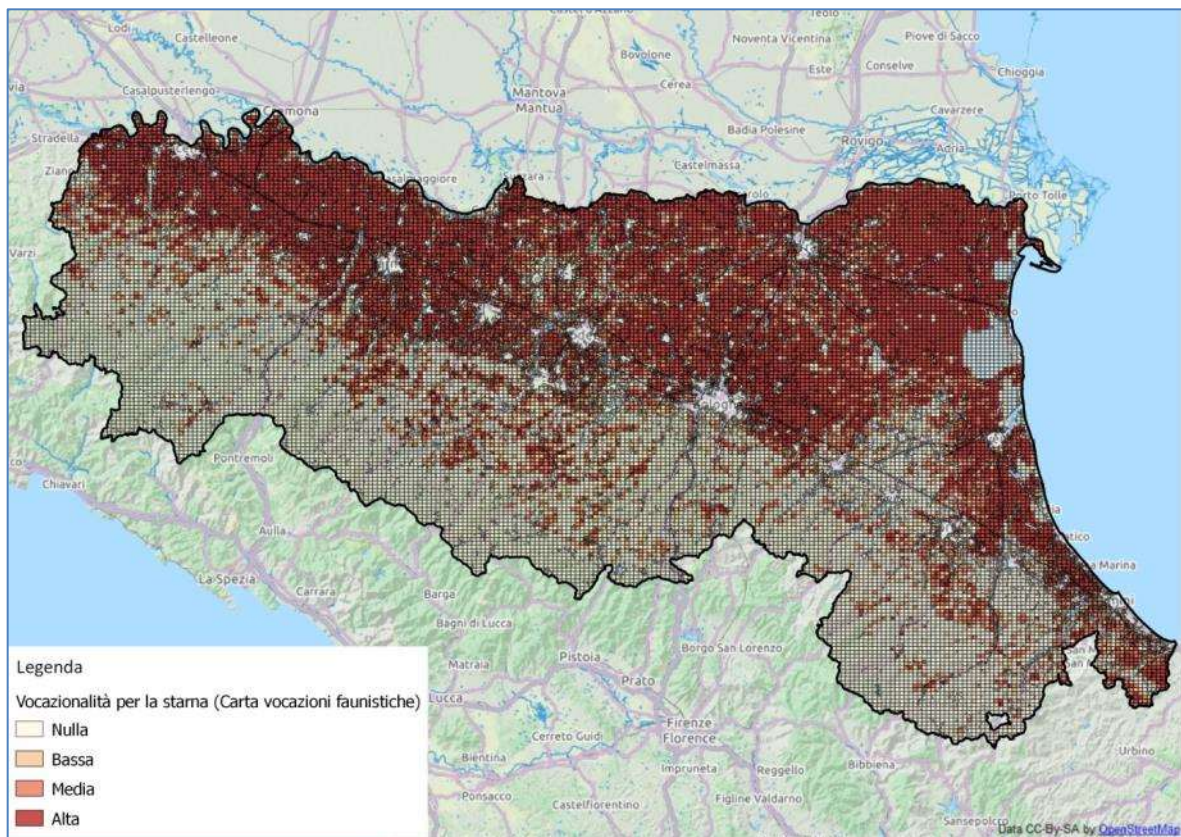 Castel d'Azzano
Teolo
Lodi
Castelleone
Noventa Vicentina
Piove di Sacco
Bovolone
Este
Conselve
Casalpusterlengo
Chioggia
Cerea
Mantova
Mantua
Cavarzere
Cremona
Badia Polesine
Stradella
Rovigo
Adria
Castelmassa
Porto Tolle
Varzi
Pontremoli
Chiavari
Aulla
La Spezia
Carrara
Barga
Bagni di Lucca
a Marina
Pistoia
Borgo San Lorenzo
Legenda
Matraia
Prato
Lucca
Vocazionalità per la starna (Carta vocazioni faunistiche)
Nulla
Firenze
Florence
Cerreto Guidi
Urbino
Bassa
Bientina
Impruneta
Reggello
Bibbiena
Media
Ponsacco
Figline Valdarno
Castelfiorentino
Alta
Sansepolcro
Data CC-By-SA by OpenStreetMap